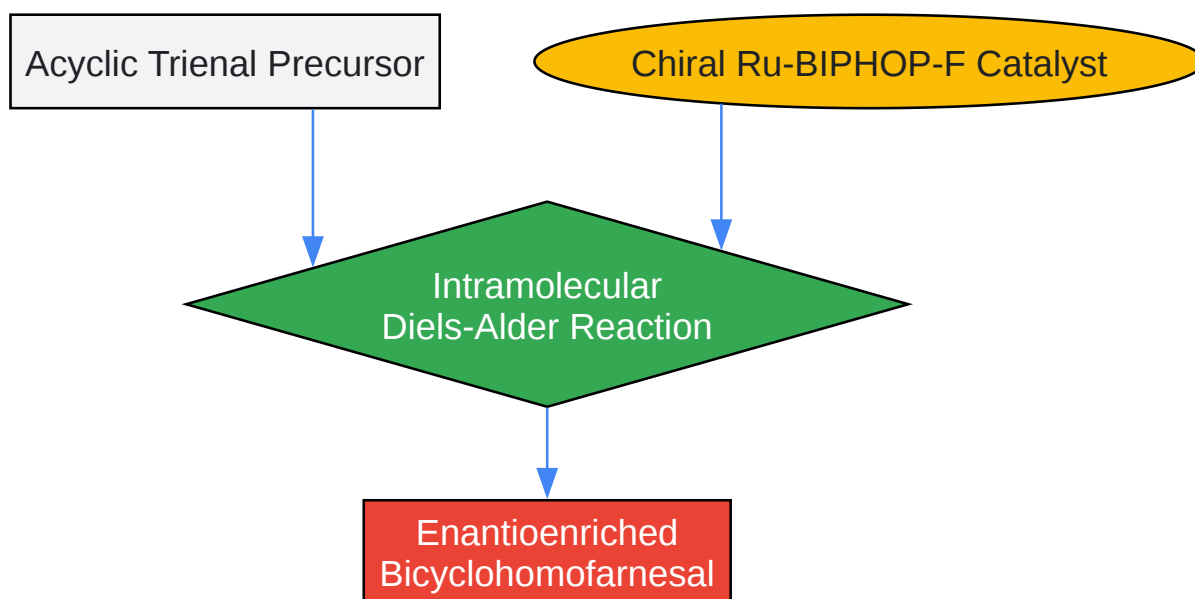 Acyclic Trienal Precursor
Chiral Ru-BIPHOP-F Catalyst
Intramolecular
Diels-Alder Reaction
Enantioenriched
Bicyclohomofarnesal